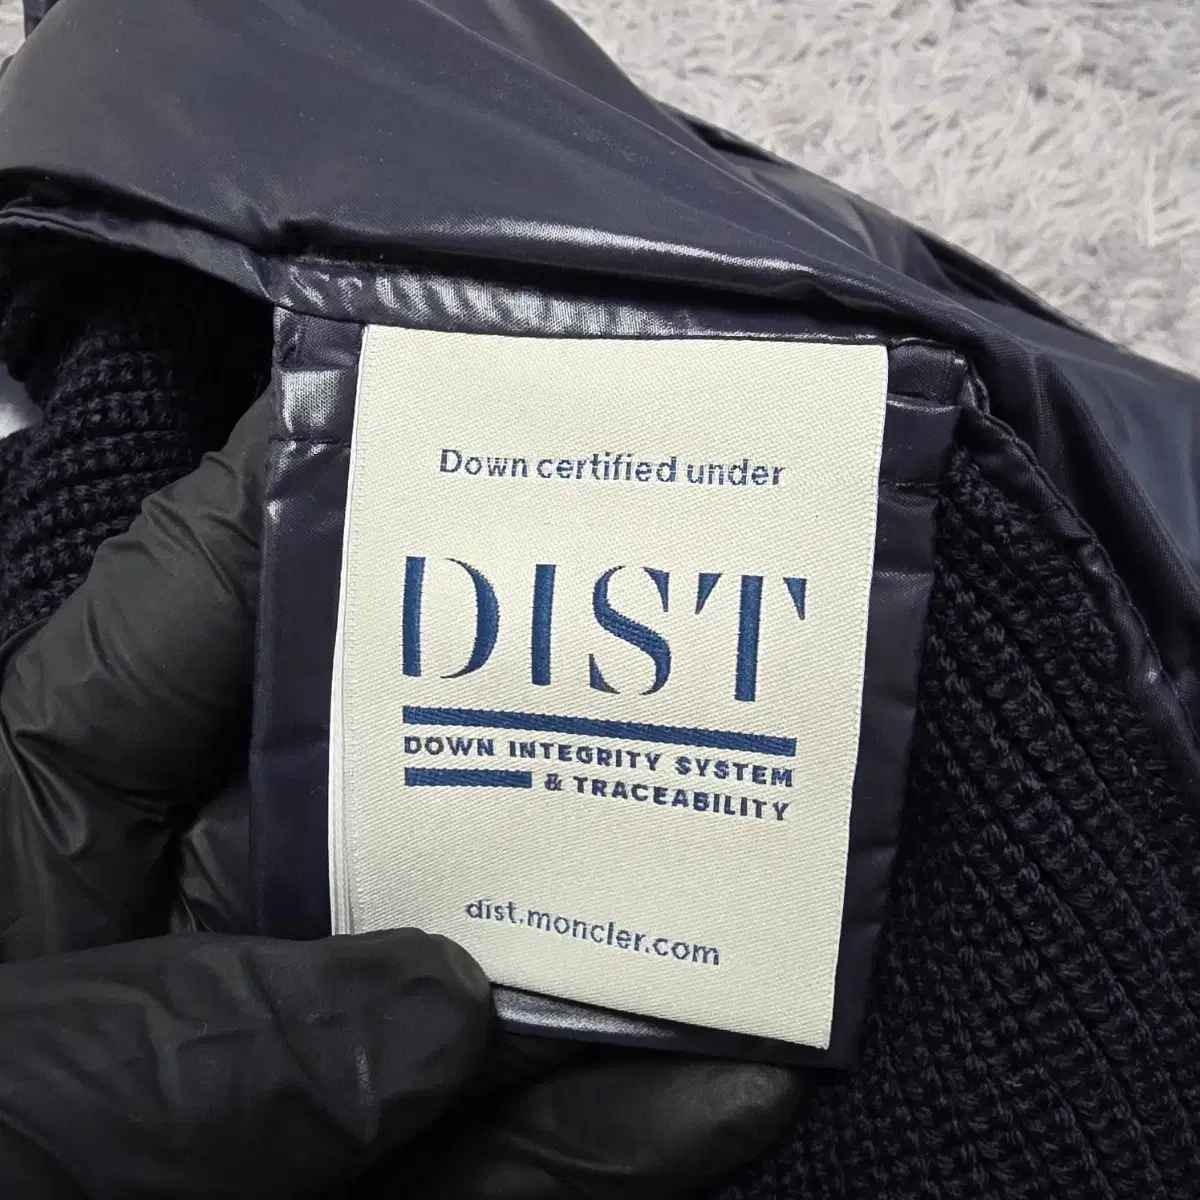 Down certified under
DIST
DOWN INTEGRITY SYSTEM
& TRACEABILITY
dist.moncler.com